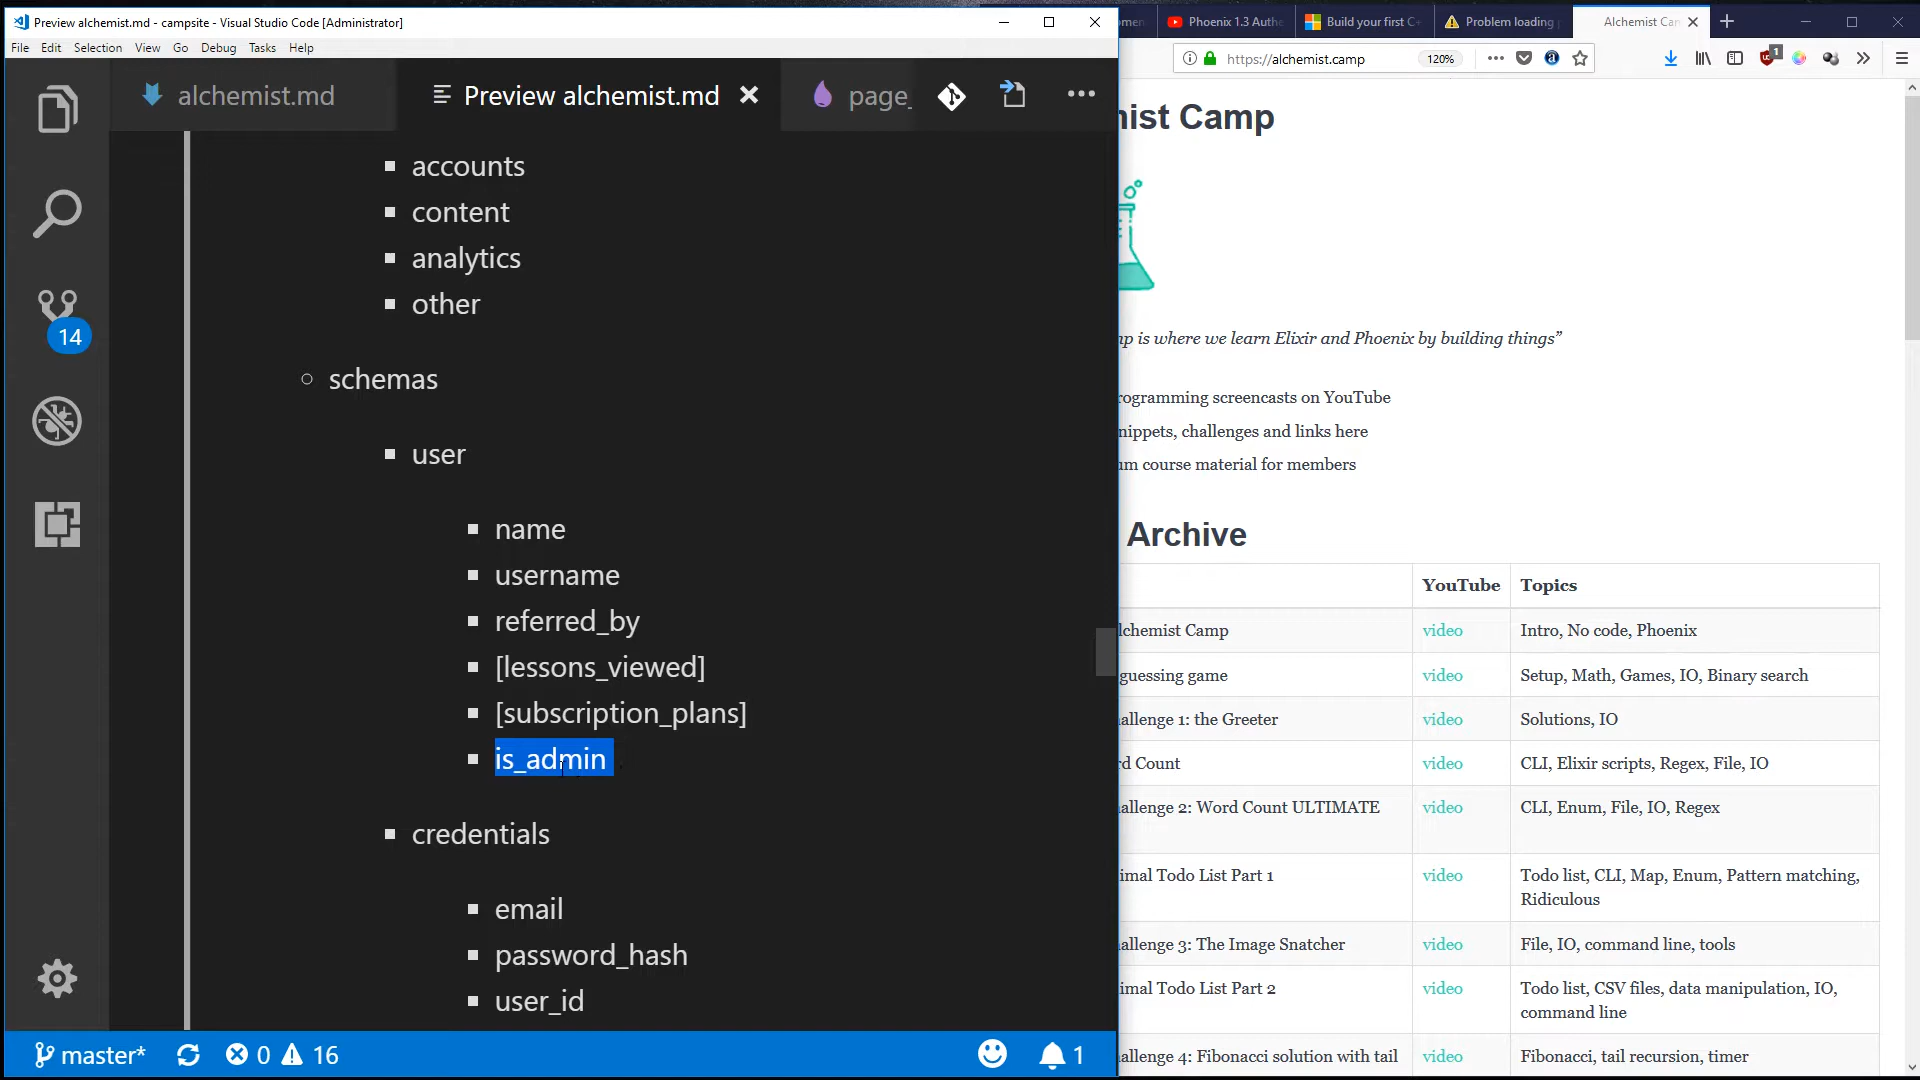 Preview alchemist.md - campsite - Visual Studio Code [Administrator]
File Edit Selection View Go Debug Tasks Help
alchemist.md
Preview alchemist.md
page_
accounts
content
analytics
other
schemas
user
name
username
referred_by
[lessons_viewed]
[subscription_plans]
is_admin
credentials
email
password_hash
user_id
14
master*
0
16
1
Phoenix 1.3 Auth
Build your first C
Problem loading p
Alchemist Cam
https://alchemist.camp
120%
1
ist Camp
p is where we learn Elixir and Phoenix by building things”
rogramming screencasts on YouTube
nippets, challenges and links here
um course material for members
Archive
YouTube Topics
lchemist Camp video Intro, No code, Phoenix
guessing game video Setup, Math, Games, IO, Binary search
allenge 1: the Greeter video Solutions, IO
rd Count video CLI, Elixir scripts, Regex, File, IO
allenge 2: Word Count ULTIMATE video CLI, Enum, File, IO, Regex
imal Todo List Part 1 video Todo list, CLI, Map, Enum, Pattern matching,
Ridiculous
allenge 3: The Image Snatcher video File, IO, command line, tools
imal Todo List Part 2 video Todo list, CSV files, data manipulation, IO,
command line
allenge 4: Fibonacci solution with tail video Fibonacci, tail recursion, timer